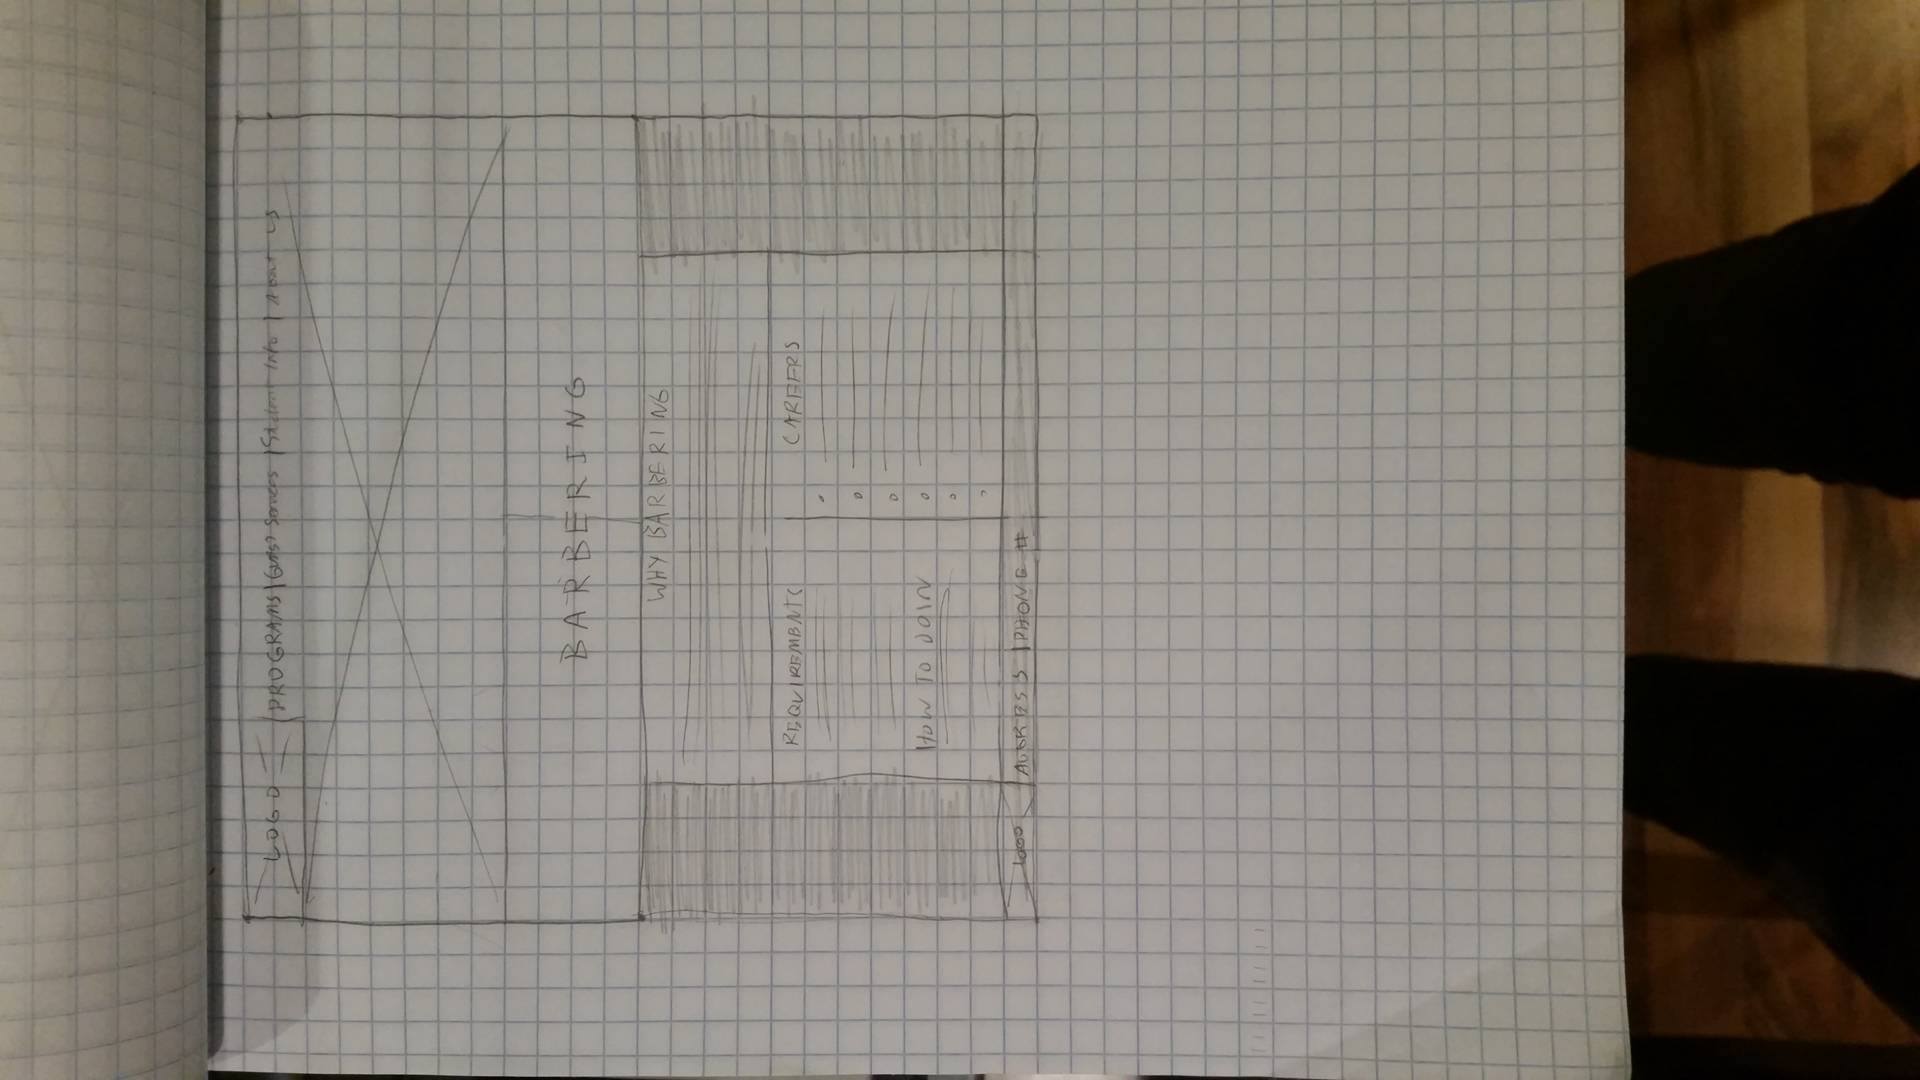 LOGO | PROGRAMS | Guest Services | Student Info | About us
BARBERING
WHY BARBERING
REQUIREMENTS
HOW TO JOIN
CAREERS
LOGO ADDRESS | PHONE #